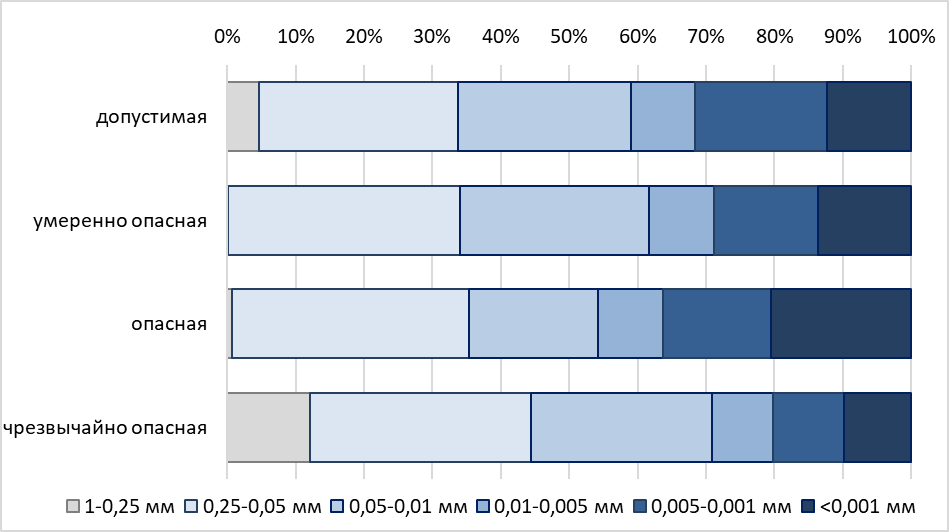 0% 10% 20% 30% 40% 50% 60% 70% 80% 90% 100%
допустимая
умеренно опасная
опасная
чрезвычайно опасная
1-0,25 мм 0,25-0,05 мм 0,05-0,01 мм 0,01-0,005 мм 0,005-0,001 мм <0,001 мм